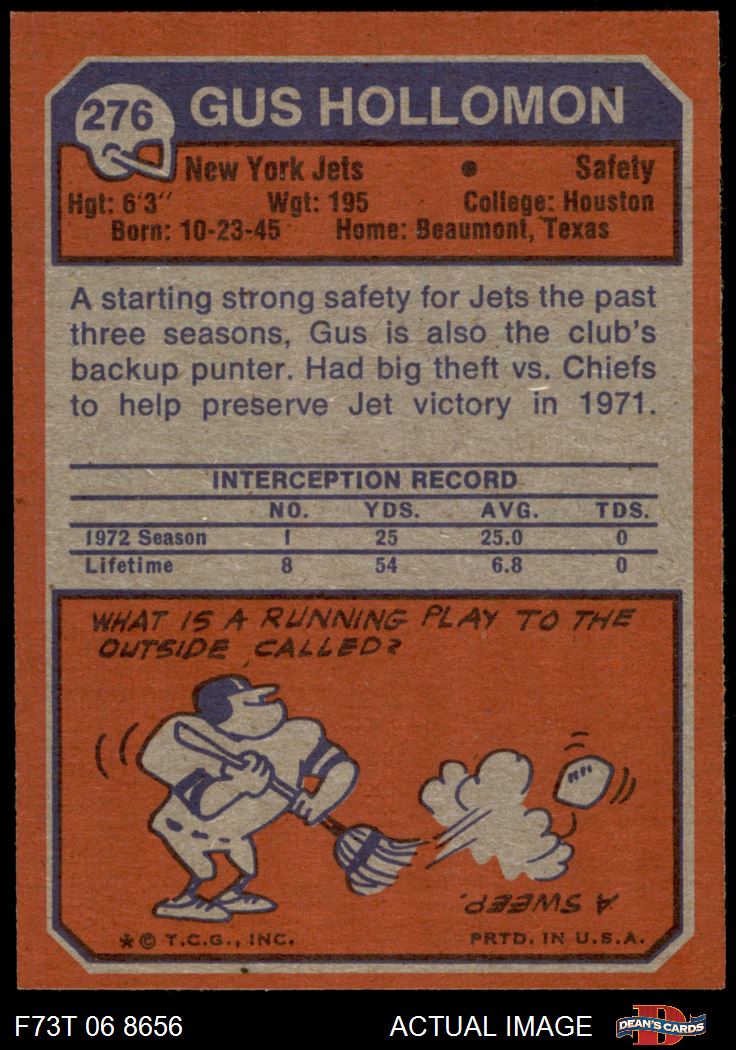 276 GUS HOLLOMON
New York Jets • Safety
Hgt: 6'3" Wgt: 195 College: Houston
Born: 10-23-45 Home: Beaumont, Texas
A starting strong safety for Jets the past
three seasons, Gus is also the club's
backup punter. Had big theft vs. Chiefs
to help preserve Jet victory in 1971.
INTERCEPTION RECORD
NO. YDS. AVG. TDS.
1972 Season 1 25 25.0 0
Lifetime 8 54 6.8 0
WHAT IS A RUNNING PLAY TO THE
OUTSIDE CALLED?
A SWEEP.
* © T.C.G., INC. PRTD. IN U.S.A.
F73T 06 8656 ACTUAL IMAGE D DEAN'S CARDS